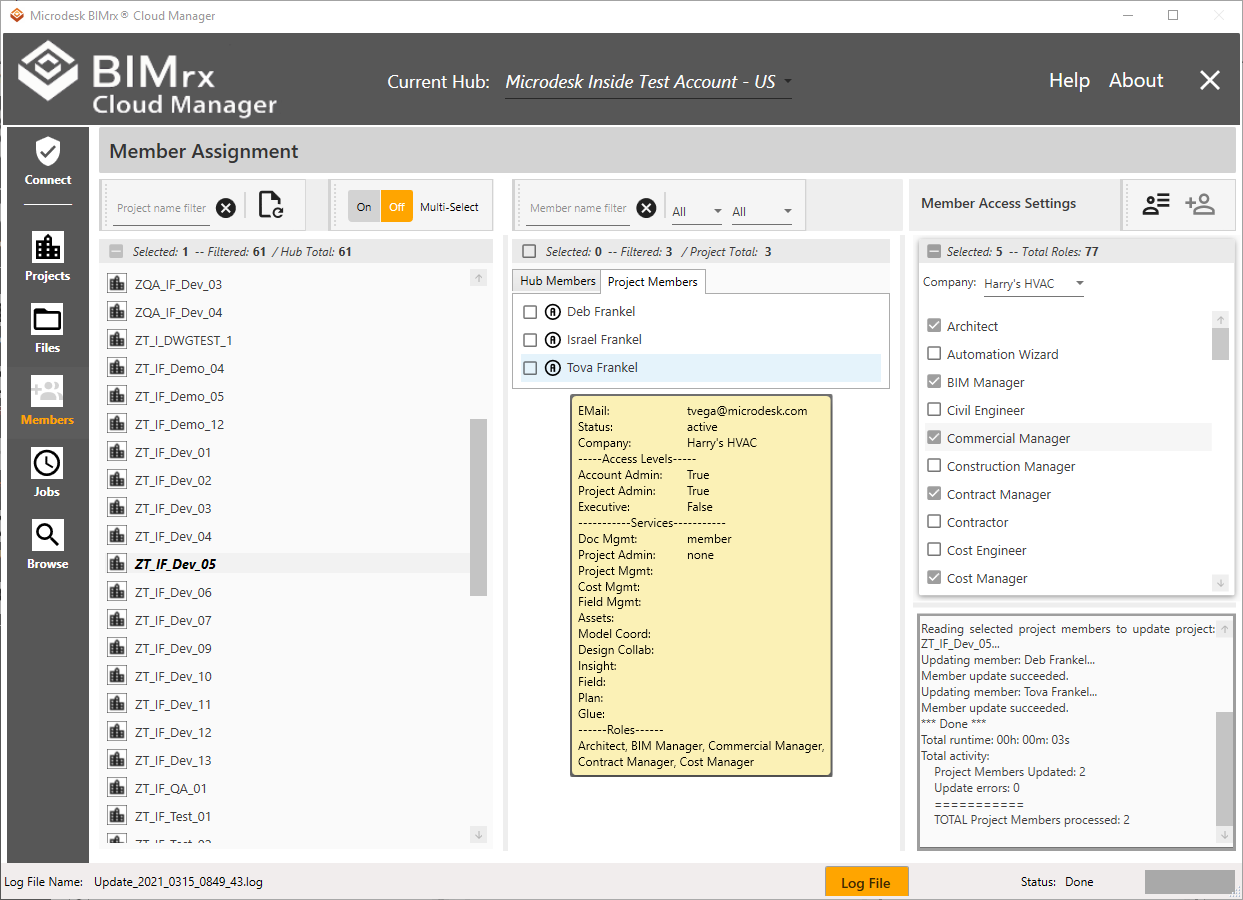 Microdesk BIMrx® Cloud Manager
BIMrx
Cloud Manager
Current Hub: Microdesk Inside Test Account - US
Help About
Connect
Projects
Files
Members
Jobs
Browse
Member Assignment
Project name filter
On Off Multi-Select
Selected: 1 -- Filtered: 61 / Hub Total: 61
ZQA_IF_Dev_03
ZQA_IF_Dev_04
ZT_I_DWGTEST_1
ZT_IF_Demo_04
ZT_IF_Demo_05
ZT_IF_Demo_12
ZT_IF_Dev_01
ZT_IF_Dev_02
ZT_IF_Dev_03
ZT_IF_Dev_04
ZT_IF_Dev_05
ZT_IF_Dev_06
ZT_IF_Dev_07
ZT_IF_Dev_09
ZT_IF_Dev_10
ZT_IF_Dev_11
ZT_IF_Dev_12
ZT_IF_Dev_13
ZT_IF_QA_01
ZT_IF_Test_01
Member name filter
All All
Selected: 0 -- Filtered: 3 / Project Total: 3
Hub Members Project Members
Deb Frankel
Israel Frankel
Tova Frankel
EMail: tvega@microdesk.com
Status: active
Company: Harry's HVAC
-----Access Levels-----
Account Admin: True
Project Admin: True
Executive: False
-----------Services-----------
Doc Mgmt: member
Project Admin: none
Project Mgmt:
Cost Mgmt:
Field Mgmt:
Assets:
Model Coord:
Design Collab:
Insight:
Field:
Plan:
Glue:
------Roles------
Architect, BIM Manager, Commercial Manager,
Contract Manager, Cost Manager
Member Access Settings
Selected: 5 -- Total Roles: 77
Company: Harry's HVAC
Architect
Automation Wizard
BIM Manager
Civil Engineer
Commercial Manager
Construction Manager
Contract Manager
Contractor
Cost Engineer
Cost Manager
Reading selected project members to update project:
ZT_IF_Dev_05...
Updating member: Deb Frankel...
Member update succeeded.
Updating member: Tova Frankel...
Member update succeeded.
*** Done ***
Total runtime: 00h: 00m: 03s
Total activity:
Project Members Updated: 2
Update errors: 0
===========
TOTAL Project Members processed: 2
Log File Name: Update_2021_0315_0849_43.log
Log File
Status: Done